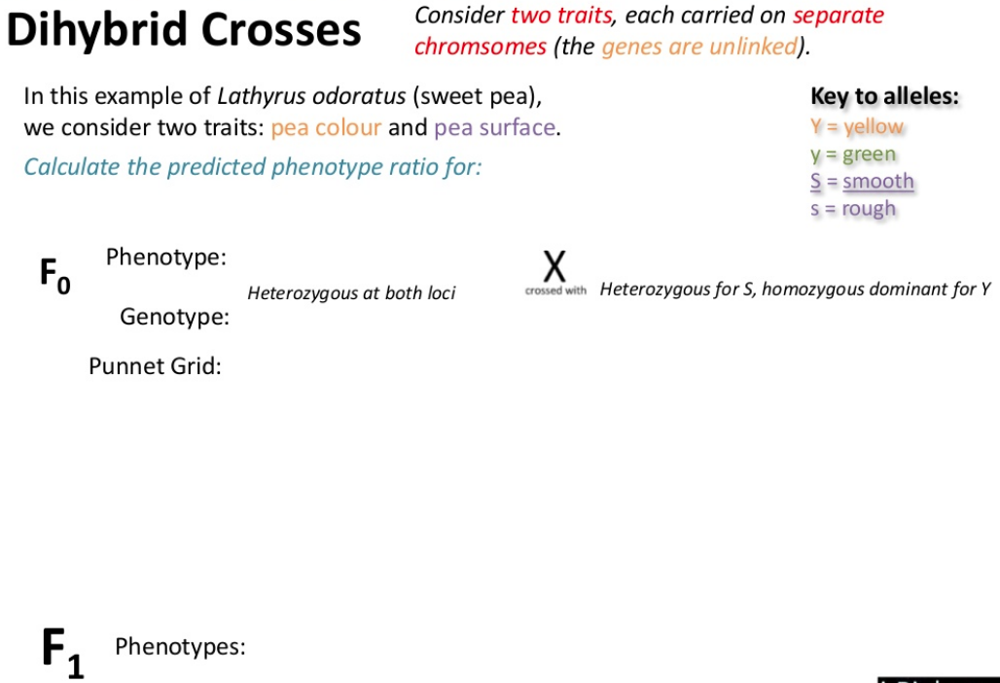 Dihybrid Crosses
Consider two traits, each carried on separate
chromsomes (the genes are unlinked).
In this example of Lathyrus odoratus (sweet pea),
we consider two traits: pea colour and pea surface.
Calculate the predicted phenotype ratio for:
Key to alleles:
Y = yellow
y = green
S = smooth
s = rough
F0
Phenotype:
Heterozygous at both loci
Genotype:
X
crossed with
Heterozygous for S, homozygous dominant for Y
Punnet Grid:
F1
Phenotypes: